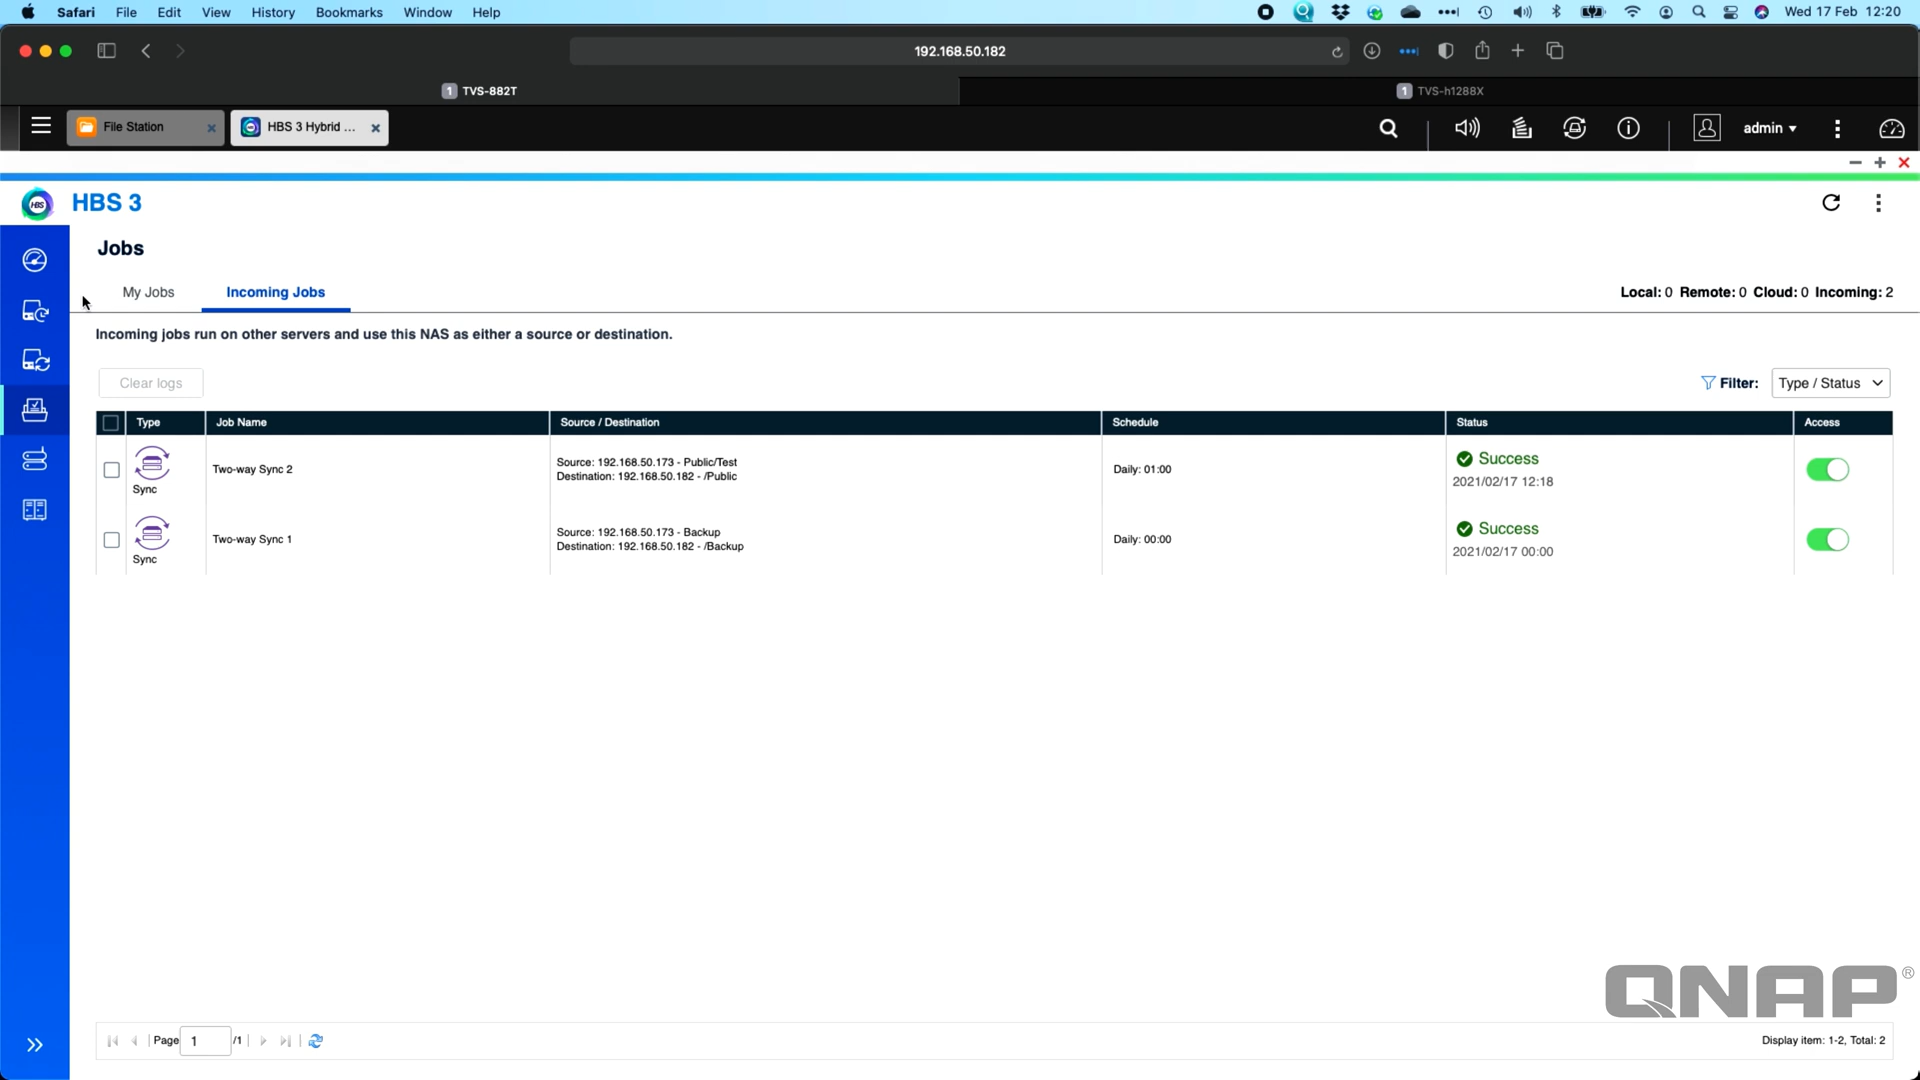 Safari File Edit View History Bookmarks Window Help Wed 17 Feb 12:20
192.168.50.182
1 TVS-882T 1 TVS-h1288X
File Station HBS 3 Hybrid ... admin
HBS HBS 3
Jobs
My Jobs Incoming Jobs Local: 0 Remote: 0 Cloud: 0 Incoming: 2
Incoming jobs run on other servers and use this NAS as either a source or destination.
Clear logs Filter: Type / Status
Type Job Name Source / Destination Schedule Status Access
Sync Two-way Sync 2 Source: 192.168.50.173 - Public/Test Daily: 01:00 Success
Destination: 192.168.50.182 - /Public 2021/02/17 12:18
Sync Two-way Sync 1 Source: 192.168.50.173 - Backup Daily: 00:00 Success
Destination: 192.168.50.182 - /Backup 2021/02/17 00:00
QNAP®
Page 1 /1 Display item: 1-2, Total: 2